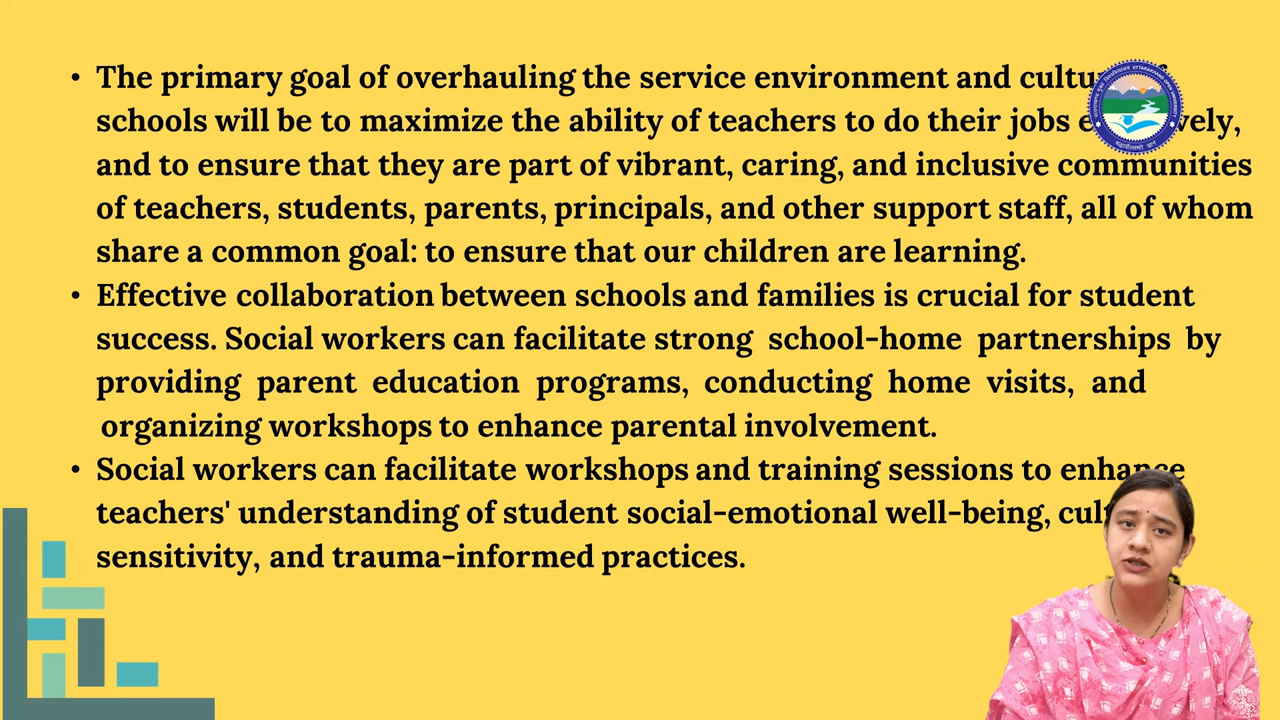 • The primary goal of overhauling the service environment and
schools will be to maximize the ability of teachers to do their jobs
and to ensure that they are part of vibrant, caring, and inclusive communities
of teachers, students, parents, principals, and other support staff, all of whom
share a common goal: to ensure that our children are learning.
• Effective collaboration between schools and families is crucial for student
success. Social workers can facilitate strong school-home partnerships by
providing parent education programs, conducting home visits, and
organizing workshops to enhance parental involvement.
• Social workers can facilitate workshops and training sessions to enhance
teachers' understanding of student social-emotional well-being,
sensitivity, and trauma-informed practices.